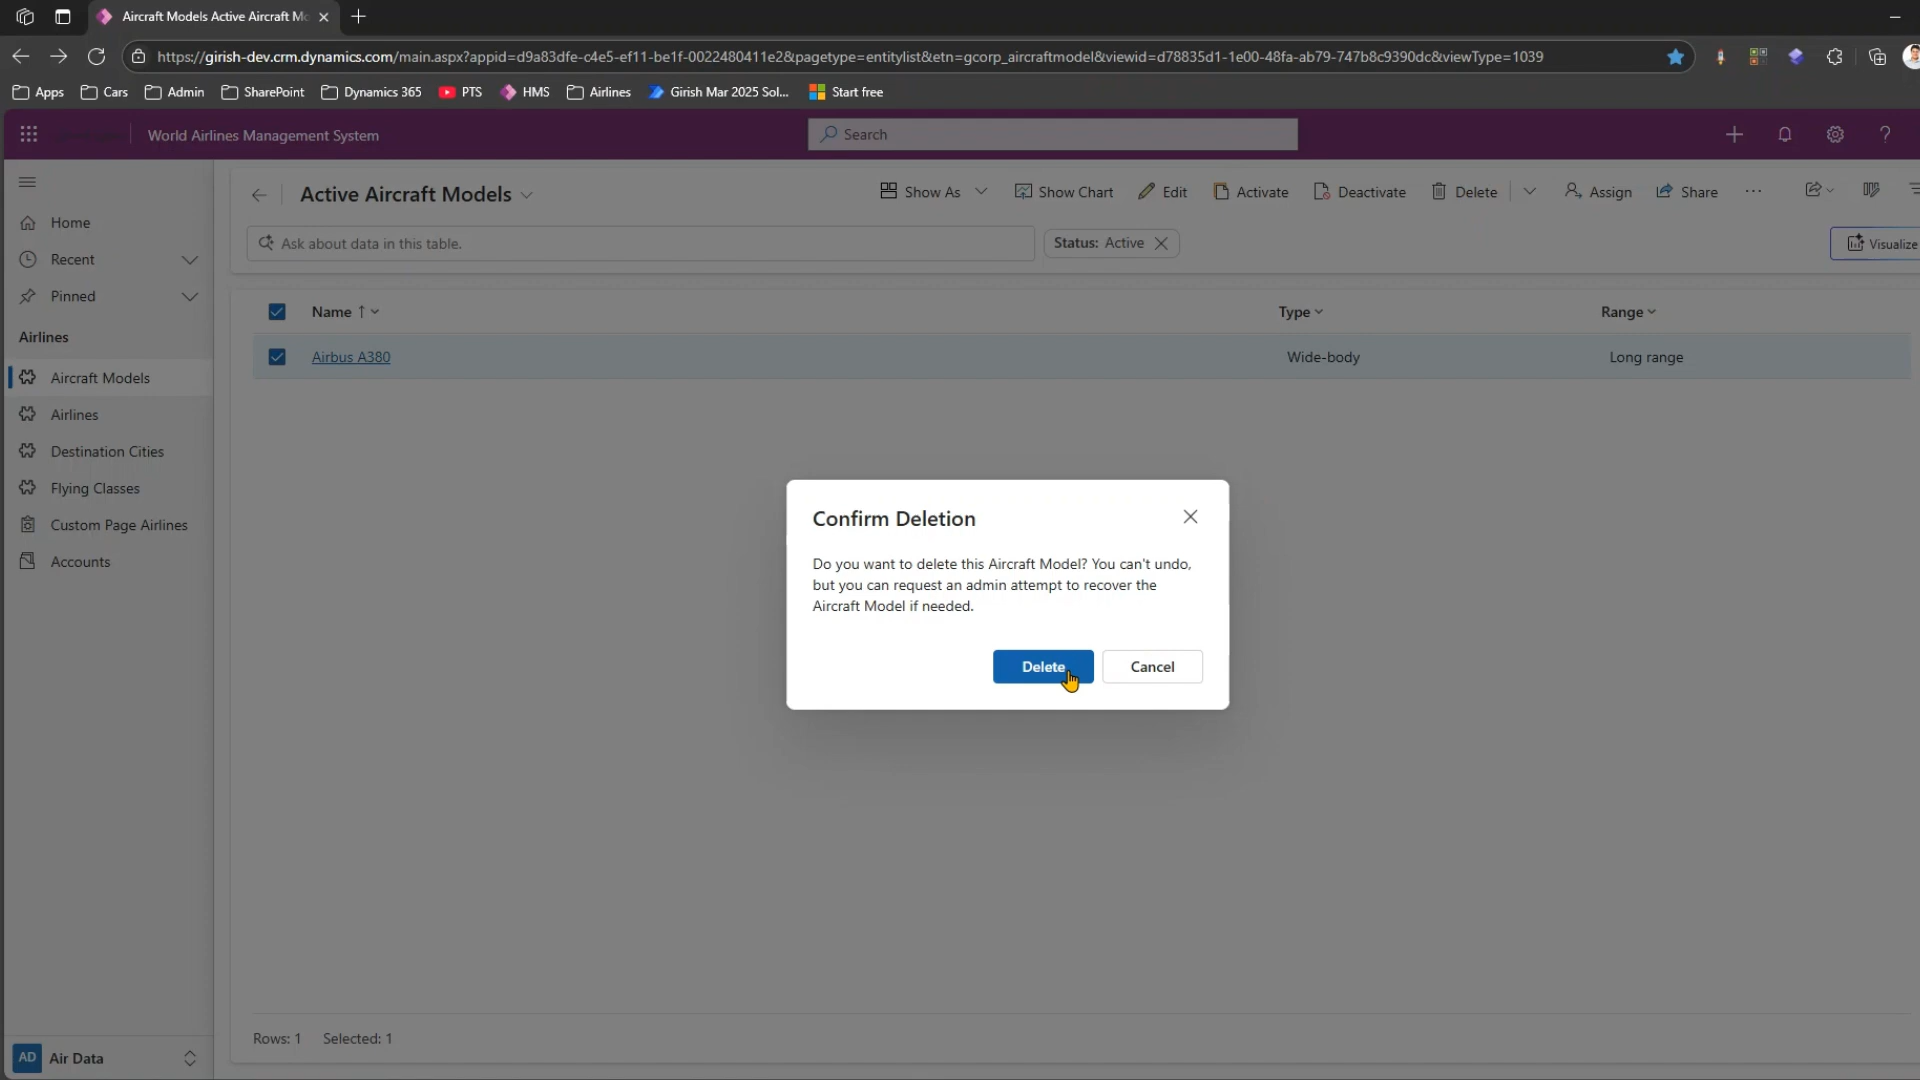 Aircraft Models Active Aircraft Mo
https://girish-dev.crm.dynamics.com/main.aspx?appid=d9a83dfe-c4e5-ef11-be1f-0022480411e2&pagetype=entitylist&etn=gcorp_aircraftmodel&viewid=d78835d1-1e00-48fa-ab79-747b8c9390dc&viewType=1039
Apps Cars Admin SharePoint Dynamics 365 PTS HMS Airlines Girish Mar 2025 Sol... Start free
World Airlines Management System Search
Active Aircraft Models Show As Show Chart Edit Activate Deactivate Delete Assign Share
Home
Ask about data in this table. Status: Active Visualize
Recent
Pinned
Name Type Range
Airlines
Airbus A380 Wide-body Long range
Aircraft Models
Airlines
Destination Cities
Flying Classes
Custom Page Airlines
Accounts
Confirm Deletion
Do you want to delete this Aircraft Model? You can't undo,
but you can request an admin attempt to recover the
Aircraft Model if needed.
Delete Cancel
Rows: 1 Selected: 1
AD Air Data